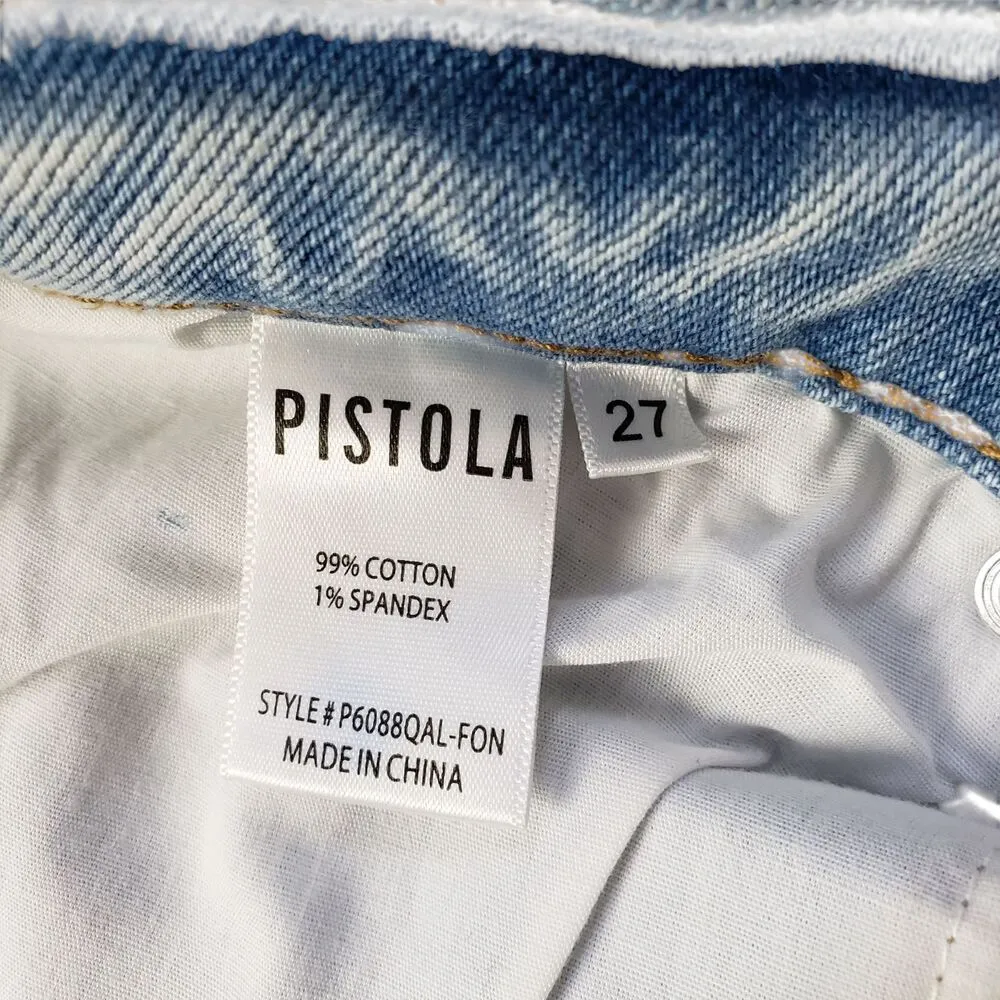 PISTOLA
27
99% COTTON
1% SPANDEX
STYLE # P6088QAL-FON
MADE IN CHINA